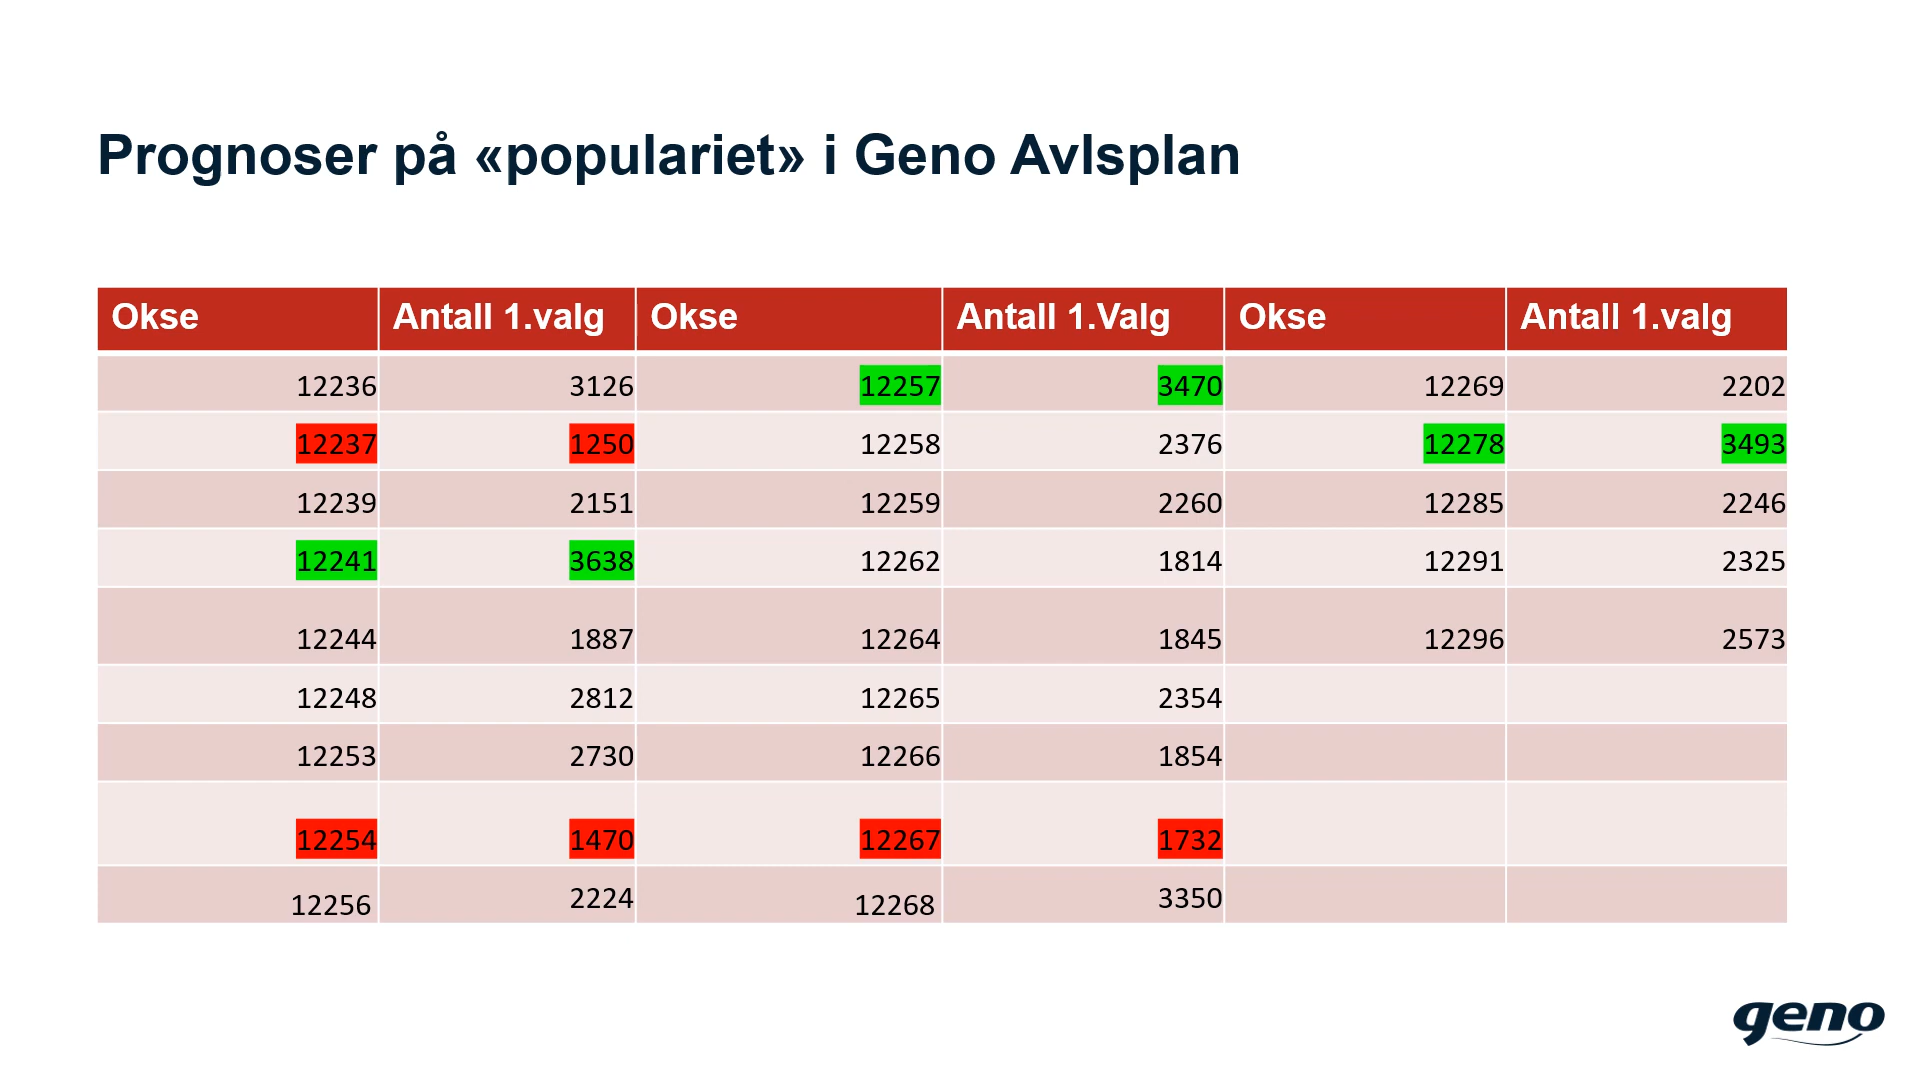 Prognoser på «populariet» i Geno Avlsplan
Okse Antall 1.valg Okse Antall 1.Valg Okse Antall 1.valg
12236 3126 12257 3470 12269 2202
12237 1250 12258 2376 12278 3493
12239 2151 12259 2260 12285 2246
12241 3638 12262 1814 12291 2325
12244 1887 12264 1845 12296 2573
12248 2812 12265 2354
12253 2730 12266 1854
12254 1470 12267 1732
12256 2224 12268 3350
geno